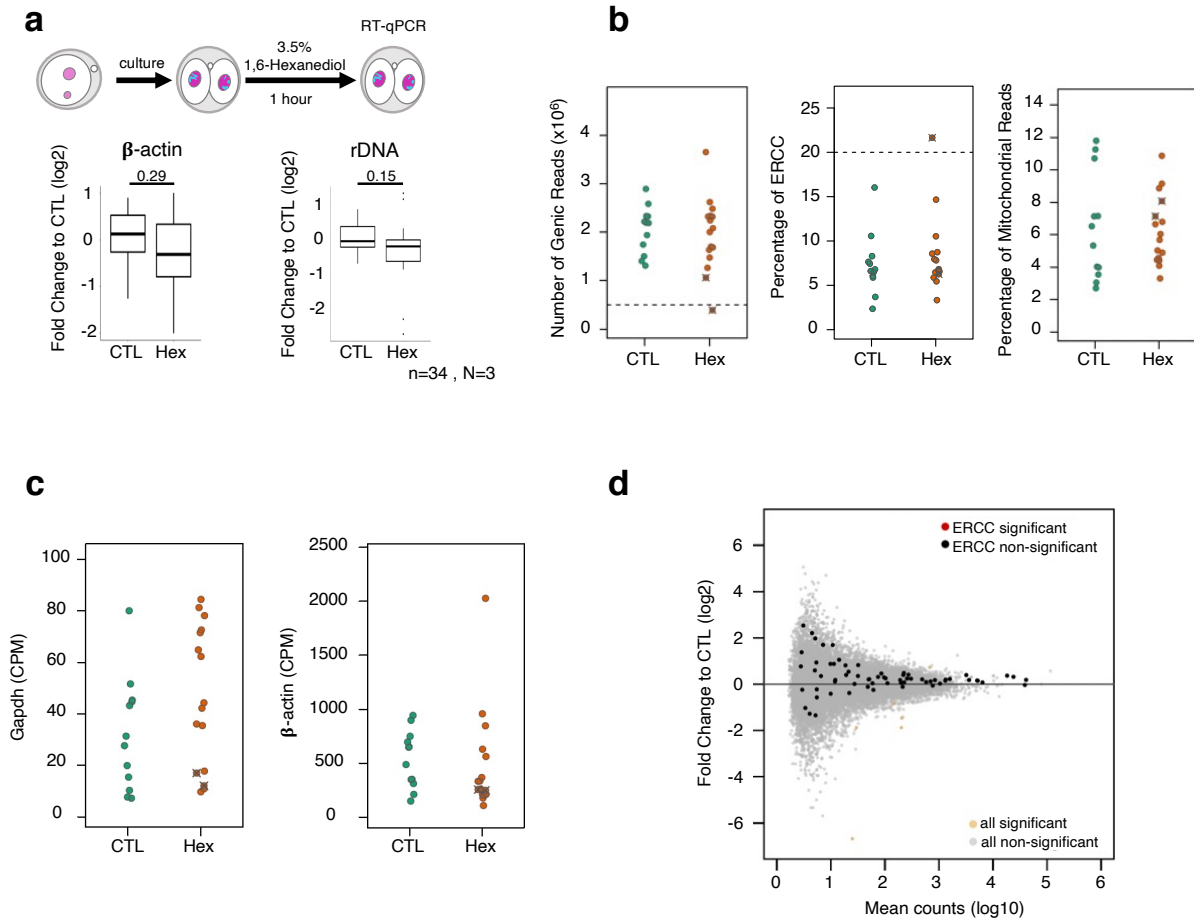 a
RT-qPCR
culture
3.5%
1,6-Hexanediol
1 hour
β-actin
Fold Change to CTL (log2)
0.29
1
0
-1
-2
CTL
Hex
rDNA
Fold Change to CTL (log2)
0.15
1
0
-1
-2
CTL
Hex
n=34 , N=3
b
Number of Genic Reads (x10⁶)
4
3
2
1
0
CTL
Hex
Percentage of ERCC
25
20
15
10
5
0
CTL
Hex
Percentage of Mitochondrial Reads
14
12
10
8
6
4
2
0
CTL
Hex
c
Gapdh (CPM)
100
80
60
40
20
0
CTL
Hex
β-actin (CPM)
2500
2000
1500
1000
500
0
CTL
Hex
d
Fold Change to CTL (log2)
6
4
2
0
-2
-4
-6
ERCC significant
ERCC non-significant
all significant
all non-significant
0 1 2 3 4 5 6
Mean counts (log10)